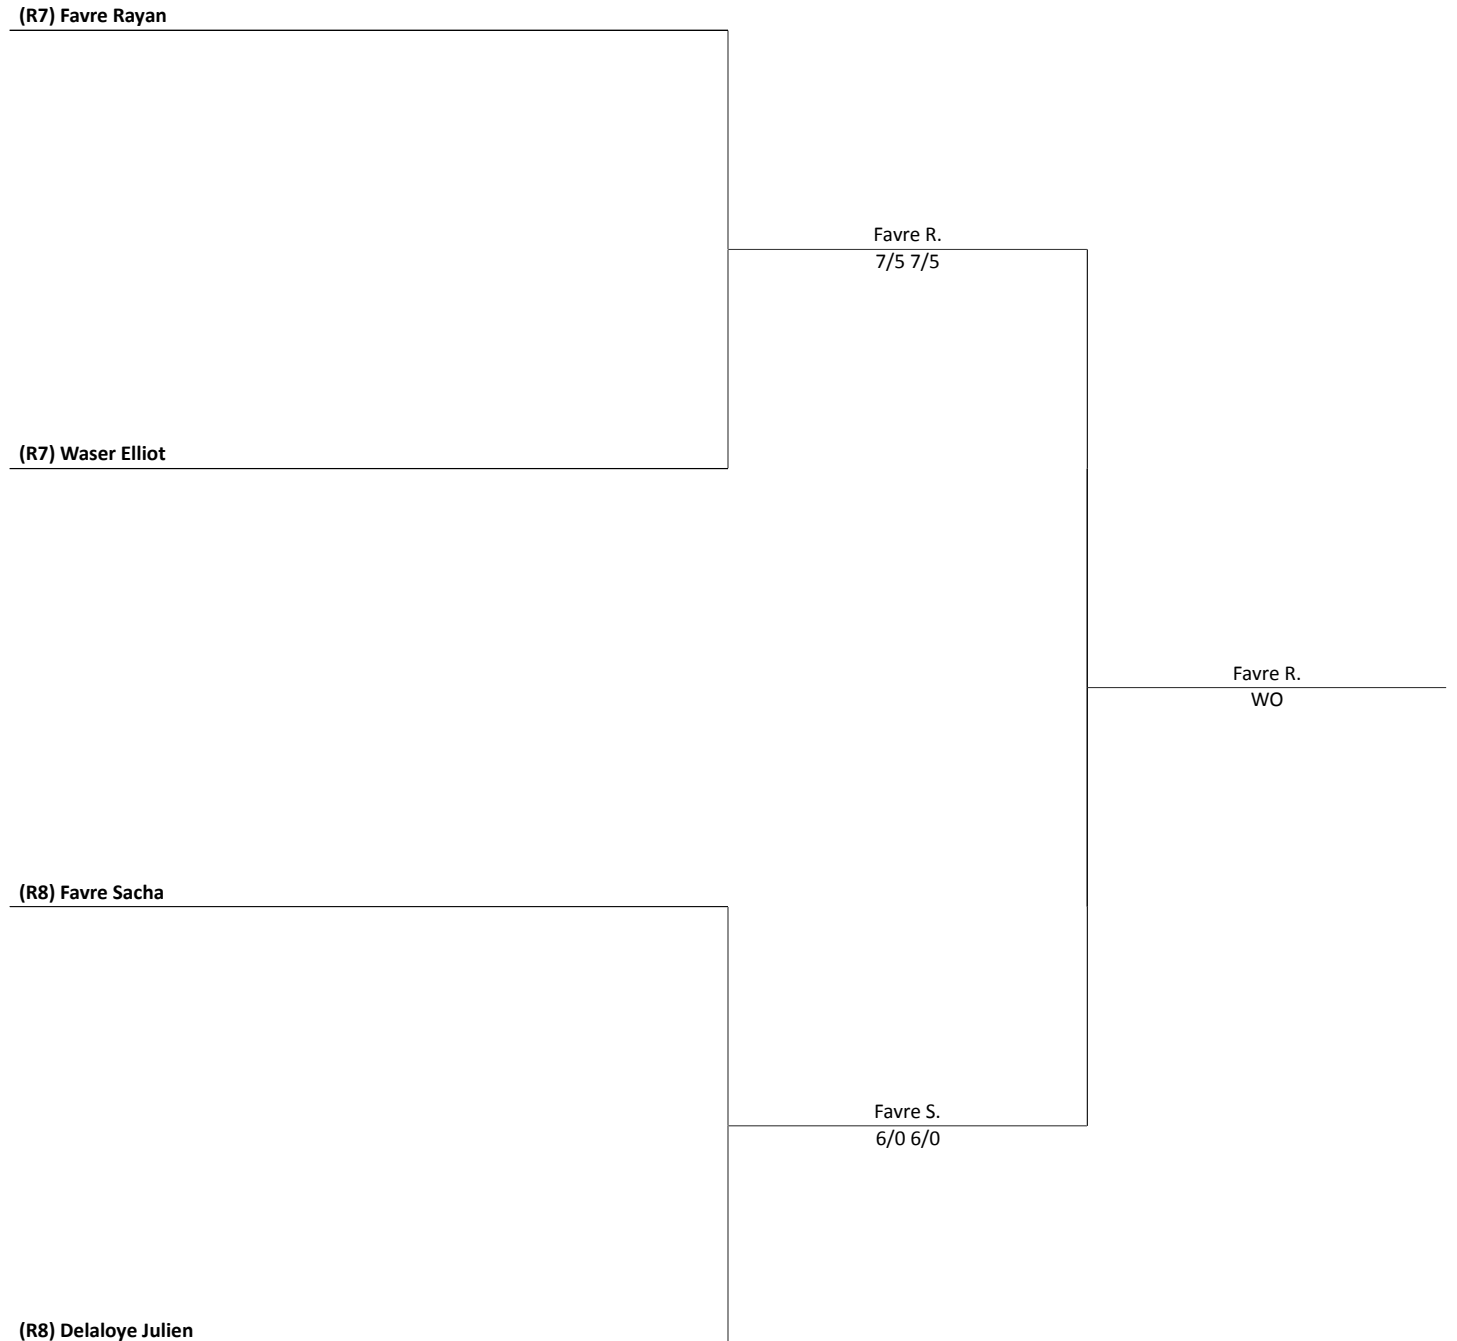 (R7) Favre Rayan
Favre R.
7/5 7/5
(R7) Waser Elliot
Favre R.
WO
(R8) Favre Sacha
Favre S.
6/0 6/0
(R8) Delaloye Julien